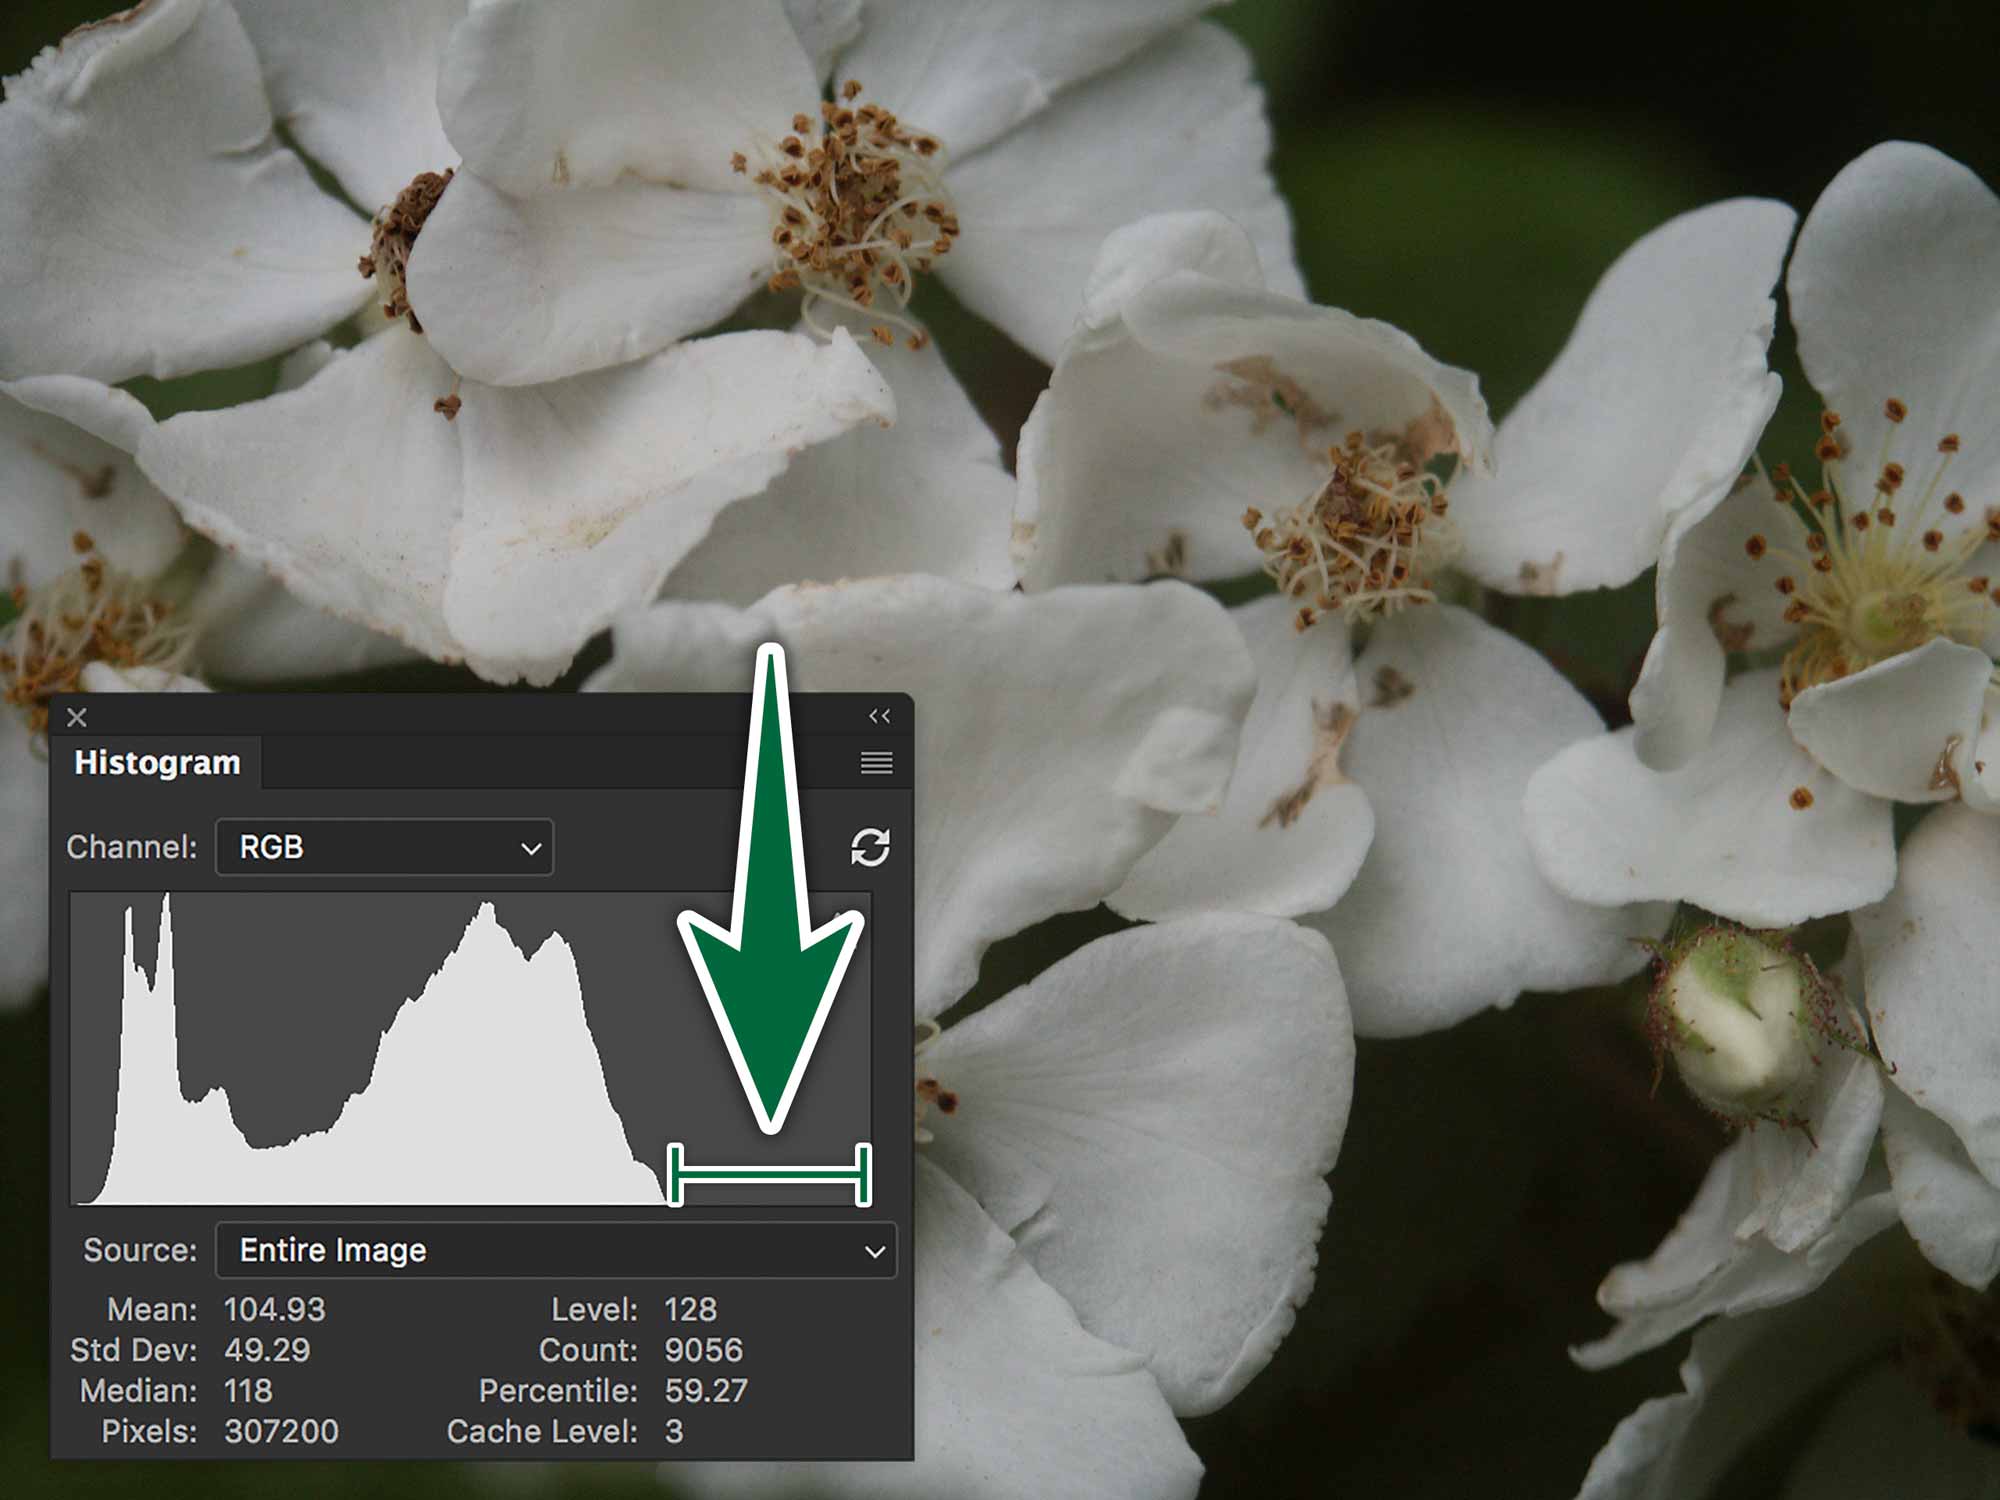 Histogram
Channel: RGB
Source: Entire Image
Mean: 104.93 Level: 128
Std Dev: 49.29 Count: 9056
Median: 118 Percentile: 59.27
Pixels: 307200 Cache Level: 3